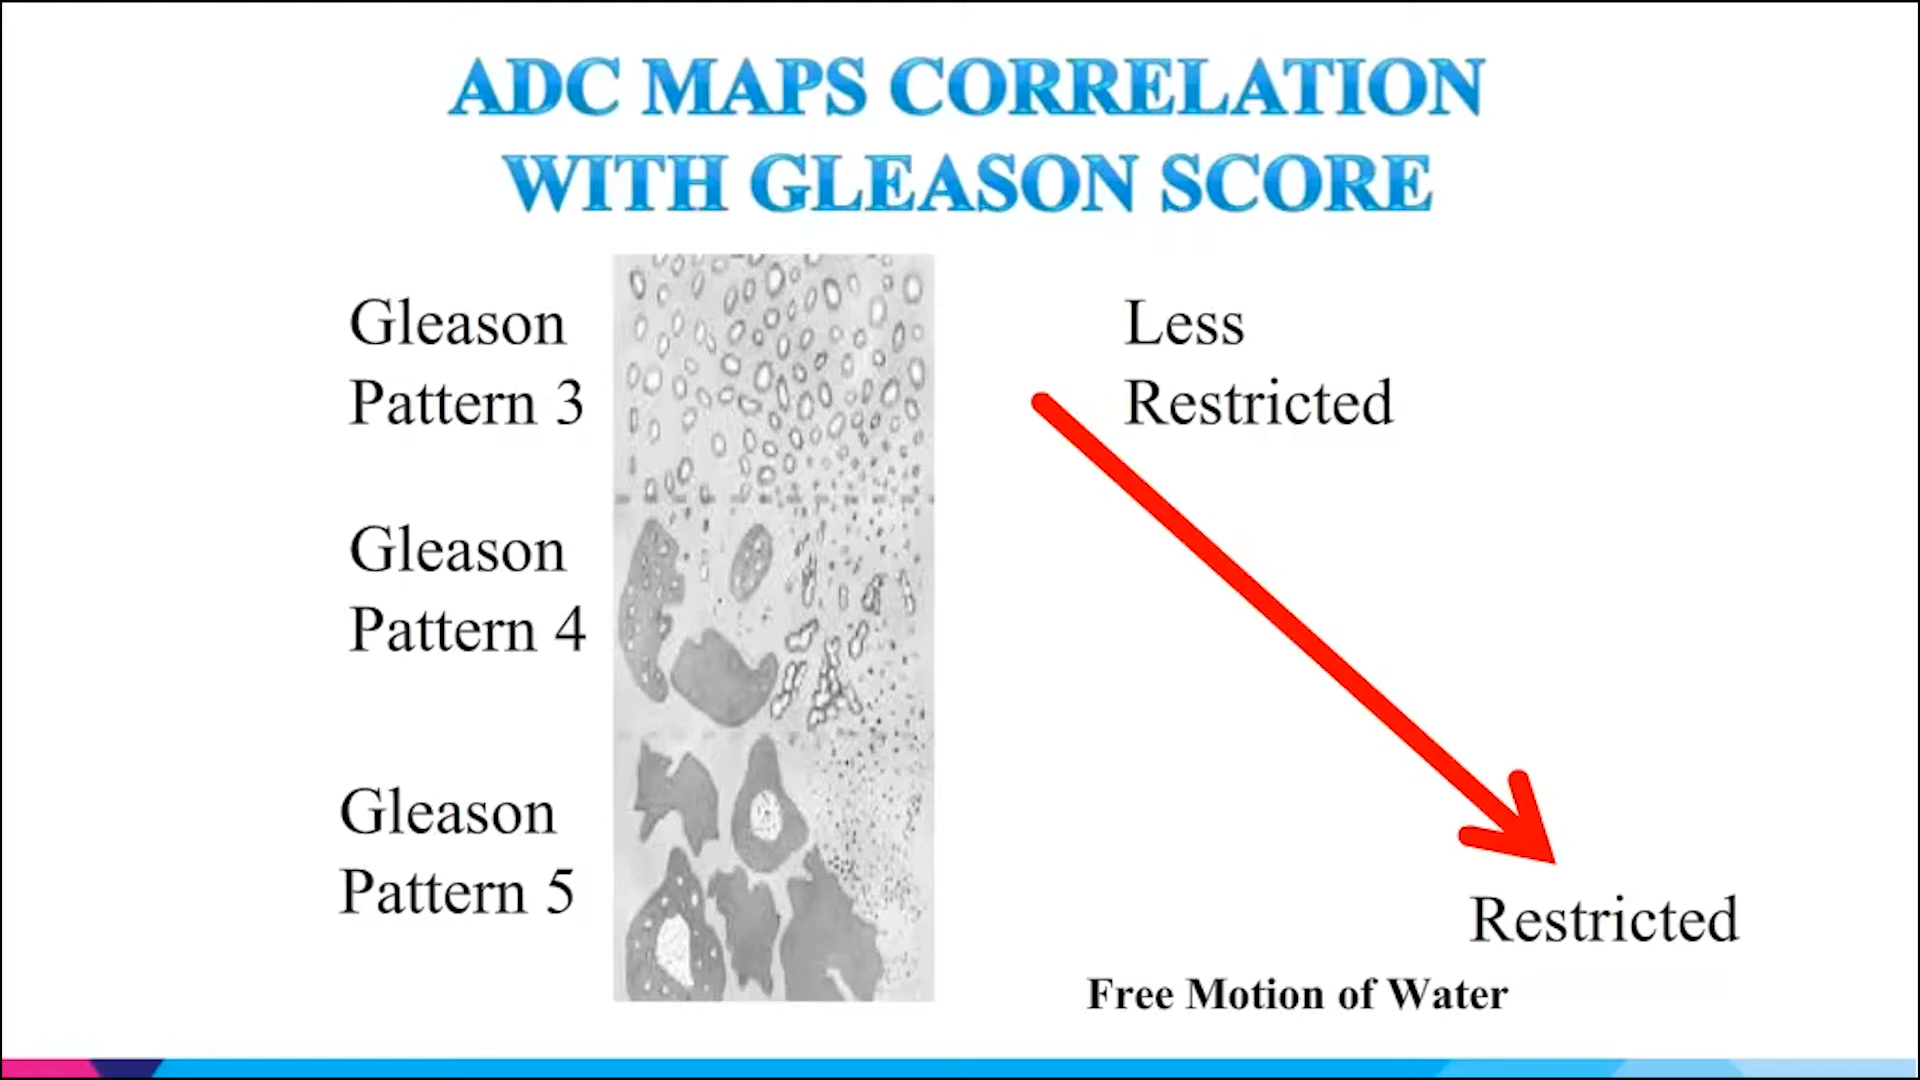 ADC MAPS CORRELATION
WITH GLEASON SCORE
Gleason
Pattern 3
Less
Restricted
Gleason
Pattern 4
Gleason
Pattern 5
Restricted
Free Motion of Water